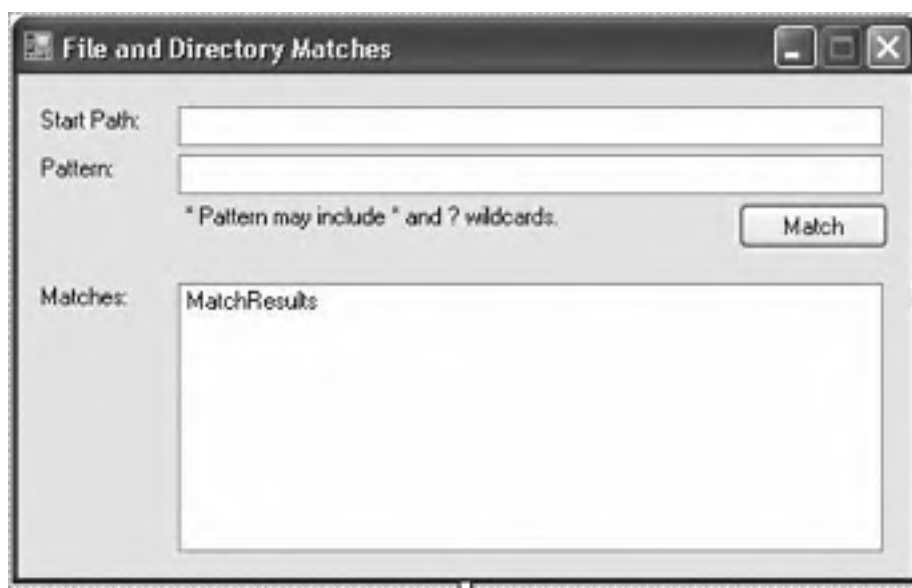 File and Directory Matches
Start Path:
Pattern:
* Pattern may include * and ? wildcards.
Match
Matches:
MatchResults